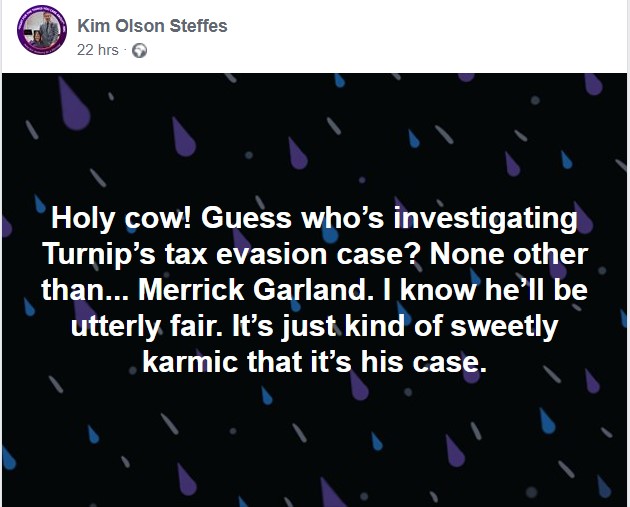 Kim Olson Steffes
22 hrs ·
Holy cow! Guess who's investigating
Turnip's tax evasion case? None other
than... Merrick Garland. I know he'll be
utterly fair. It's just kind of sweetly
karmic that it's his case.